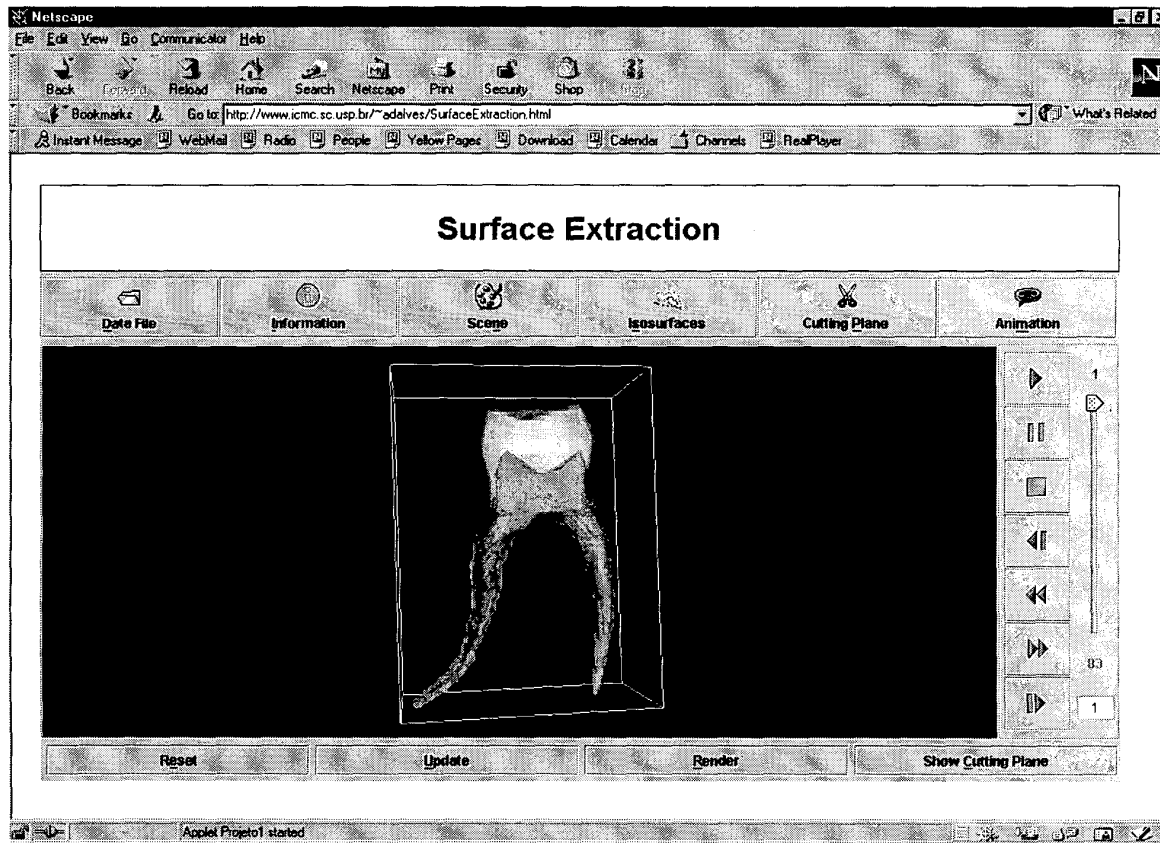 Netscape
File Edit View Go Communicator Help
Back Forward Reload Home Search Netscape Print Security Shop Stop
Bookmarks Go to: http://www.icmc.sc.usp.br/~adalves/SurfaceExtraction.html What's Related
Instant Message WebMail Radio People Yellow Pages Download Calendar Channels RealPlayer
Surface Extraction
Data File Information Scene Isosurfaces Cutting Plane Animation
1
83
1
Reset Update Render Show Cutting Plane
Applet Projeto1 started